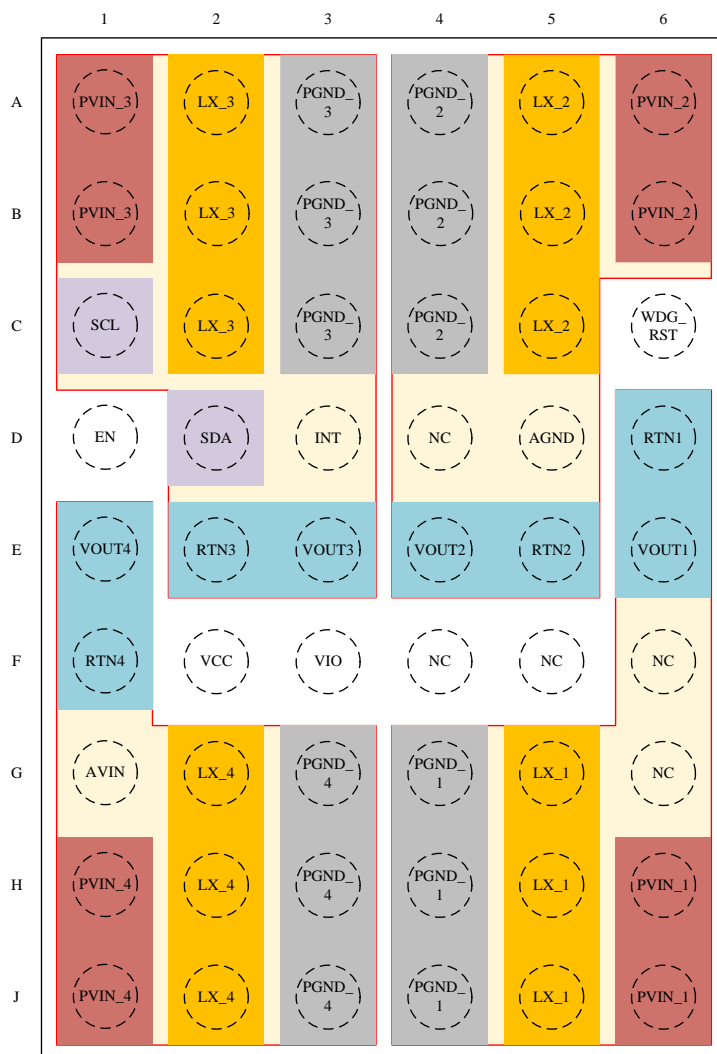 1 2 3 4 5 6
A PVIN_3 LX_3 PGND_3 PGND_2 LX_2 PVIN_2
B PVIN_3 LX_3 PGND_3 PGND_2 LX_2 PVIN_2
C SCL LX_3 PGND_3 PGND_2 LX_2 WDG_RST
D EN SDA INT NC AGND RTN1
E VOUT4 RTN3 VOUT3 VOUT2 RTN2 VOUT1
F RTN4 VCC VIO NC NC NC
G AVIN LX_4 PGND_4 PGND_1 LX_1 NC
H PVIN_4 LX_4 PGND_4 PGND_1 LX_1 PVIN_1
J PVIN_4 LX_4 PGND_4 PGND_1 LX_1 PVIN_1